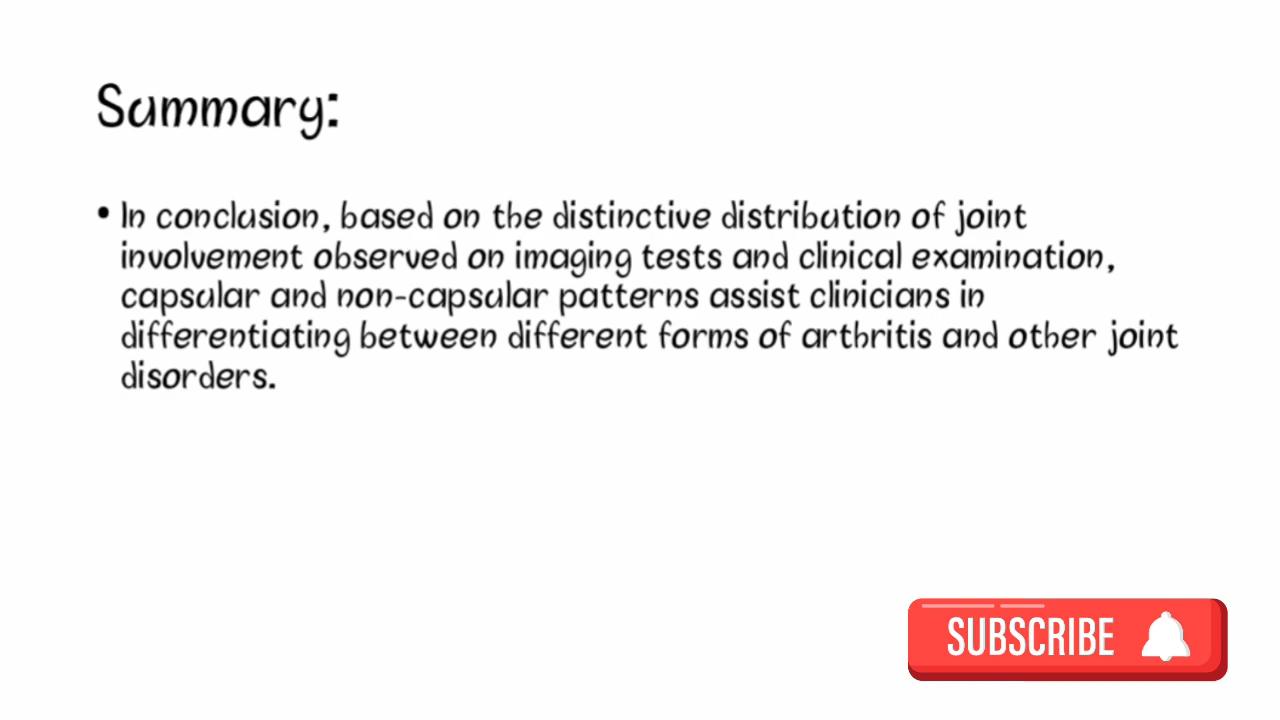 Summary:
• In conclusion, based on the distinctive distribution of joint
involvement observed on imaging tests and clinical examination,
capsular and non-capsular patterns assist clinicians in
differentiating between different forms of arthritis and other joint
disorders.
SUBSCRIBE